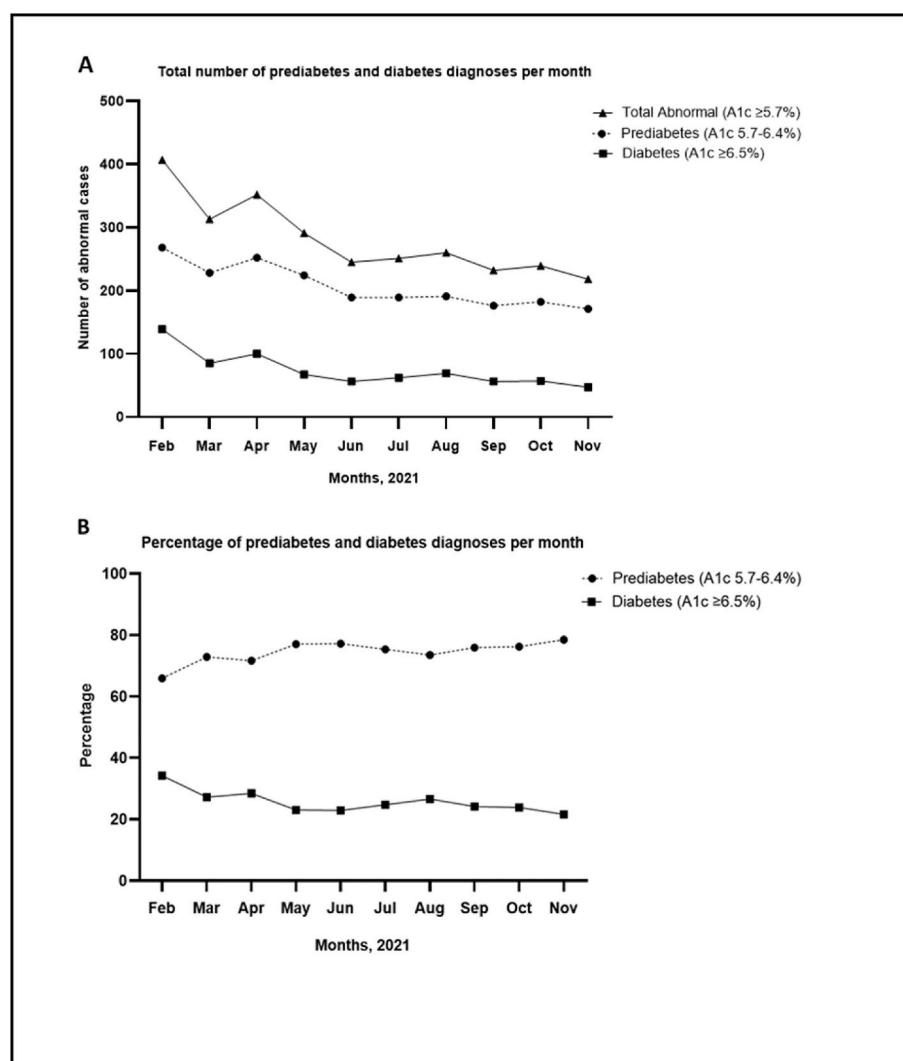 A
Total number of prediabetes and diabetes diagnoses per month
500
400
300
200
100
0
Number of abnormal cases
Total Abnormal (A1c ≥5.7%)
Prediabetes (A1c 5.7-6.4%)
Diabetes (A1c ≥6.5%)
Feb Mar Apr May Jun Jul Aug Sep Oct Nov
Months, 2021
B
Percentage of prediabetes and diabetes diagnoses per month
100
80
60
40
20
0
Percentage
Prediabetes (A1c 5.7-6.4%)
Diabetes (A1c ≥6.5%)
Feb Mar Apr May Jun Jul Aug Sep Oct Nov
Months, 2021